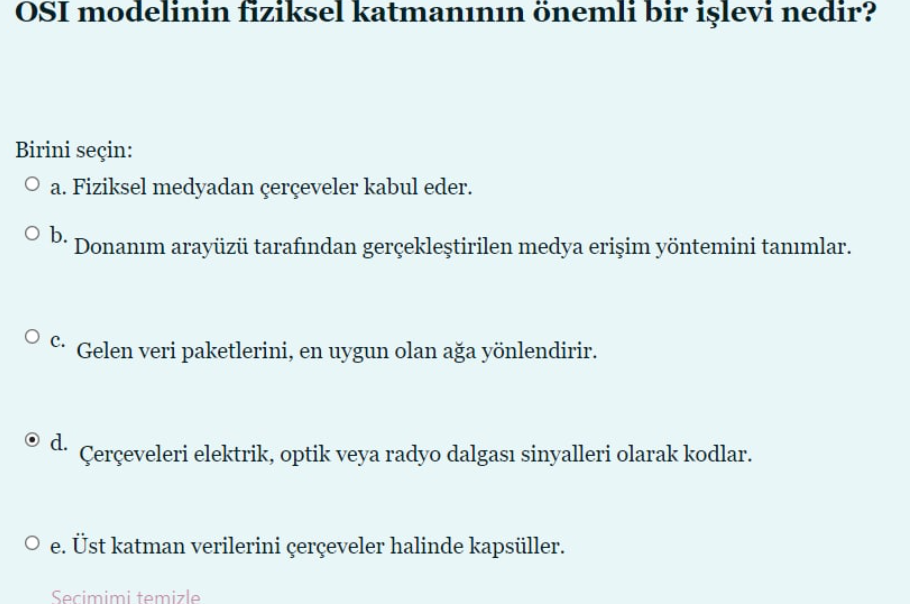 OSI modelinin fiziksel katmanının önemli bir işlevi nedir?
Birini seçin:
a. Fiziksel medyadan çerçeveler kabul eder.
b. Donanım arayüzü tarafından gerçekleştirilen medya erişim yöntemini tanımlar.
c. Gelen veri paketlerini, en uygun olan ağa yönlendirir.
d. Çerçeveleri elektrik, optik veya radyo dalgası sinyalleri olarak kodlar.
e. Üst katman verilerini çerçeveler halinde kapsüller.
Seçimimi temizle